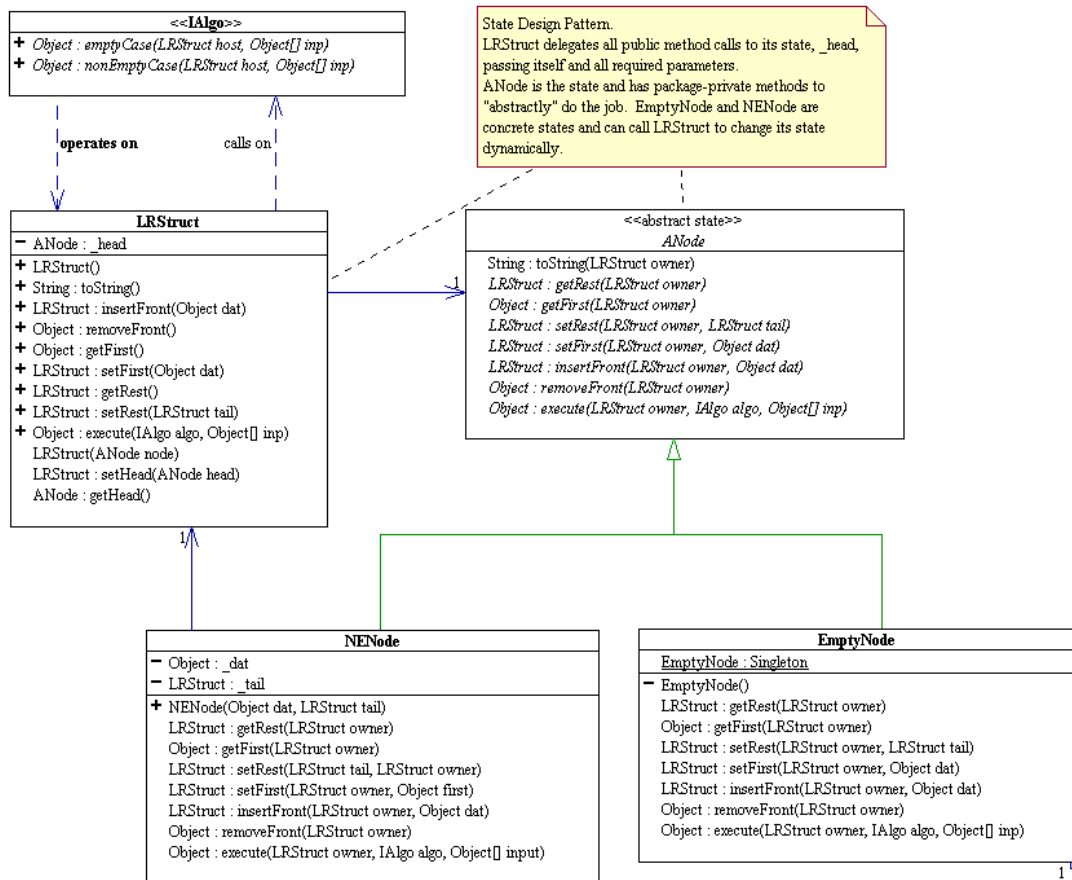 <<IAlgo>>
+ Object : emptyCase(LRStruct host, Object[] inp)
+ Object : nonEmptyCase(LRStruct host, Object[] inp)
State Design Pattern.
LRStruct delegates all public method calls to its state, _head,
passing itself and all required parameters.
ANode is the state and has package-private methods to
"abstractly" do the job. EmptyNode and NENode are
concrete states and can call LRStruct to change its state
dynamically.
operates on
calls on
LRStruct
- ANode : _head
+ LRStruct()
+ String : toString()
+ LRStruct : insertFront(Object dat)
+ Object : removeFront()
+ Object : getFirst()
+ LRStruct : setFirst(Object dat)
+ LRStruct : getRest()
+ LRStruct : setRest(LRStruct tail)
+ Object : execute(IAlgo algo, Object[] inp)
LRStruct(ANode node)
LRStruct : setHead(ANode head)
ANode : getHead()
1
<<abstract state>>
ANode
String : toString(LRStruct owner)
LRStruct : getRest(LRStruct owner)
Object : getFirst(LRStruct owner)
LRStruct : setRest(LRStruct owner, LRStruct tail)
LRStruct : setFirst(LRStruct owner, Object dat)
LRStruct : insertFront(LRStruct owner, Object dat)
Object : removeFront(LRStruct owner)
Object : execute(LRStruct owner, IAlgo algo, Object[] inp)
1
NENode
- Object : _dat
- LRStruct : _tail
+ NENode(Object dat, LRStruct tail)
LRStruct : getRest(LRStruct owner)
Object : getFirst(LRStruct owner)
LRStruct : setRest(LRStruct tail, LRStruct owner)
LRStruct : setFirst(LRStruct owner, Object first)
LRStruct : insertFront(LRStruct owner, Object dat)
Object : removeFront(LRStruct owner)
Object : execute(LRStruct owner, IAlgo algo, Object[] input)
EmptyNode
EmptyNode : Singleton
- EmptyNode()
LRStruct : getRest(LRStruct owner)
Object : getFirst(LRStruct owner)
LRStruct : setRest(LRStruct owner, LRStruct tail)
LRStruct : setFirst(LRStruct owner, Object dat)
LRStruct : insertFront(LRStruct owner, Object dat)
Object : removeFront(LRStruct owner)
Object : execute(LRStruct owner, IAlgo algo, Object[] inp)
1